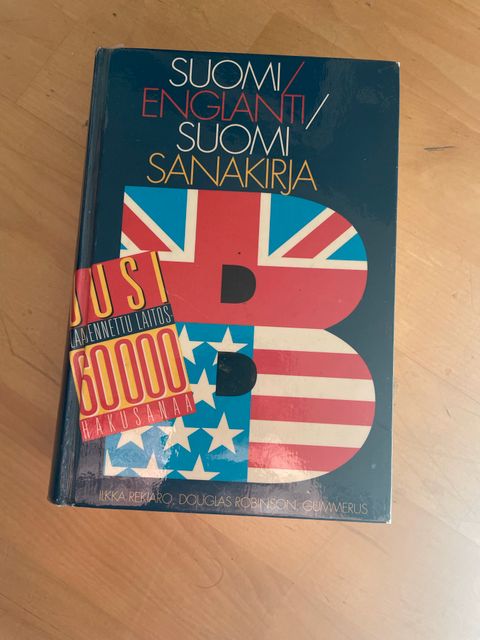 SUOMI/
ENGLANTI/
SUOMI
SANAKIRJA
B
UUSI
LAAJENNETTU LAITOS
60000
HAKUSANAA
ILKKA REKIARO, DOUGLAS ROBINSON, GUMMERUS